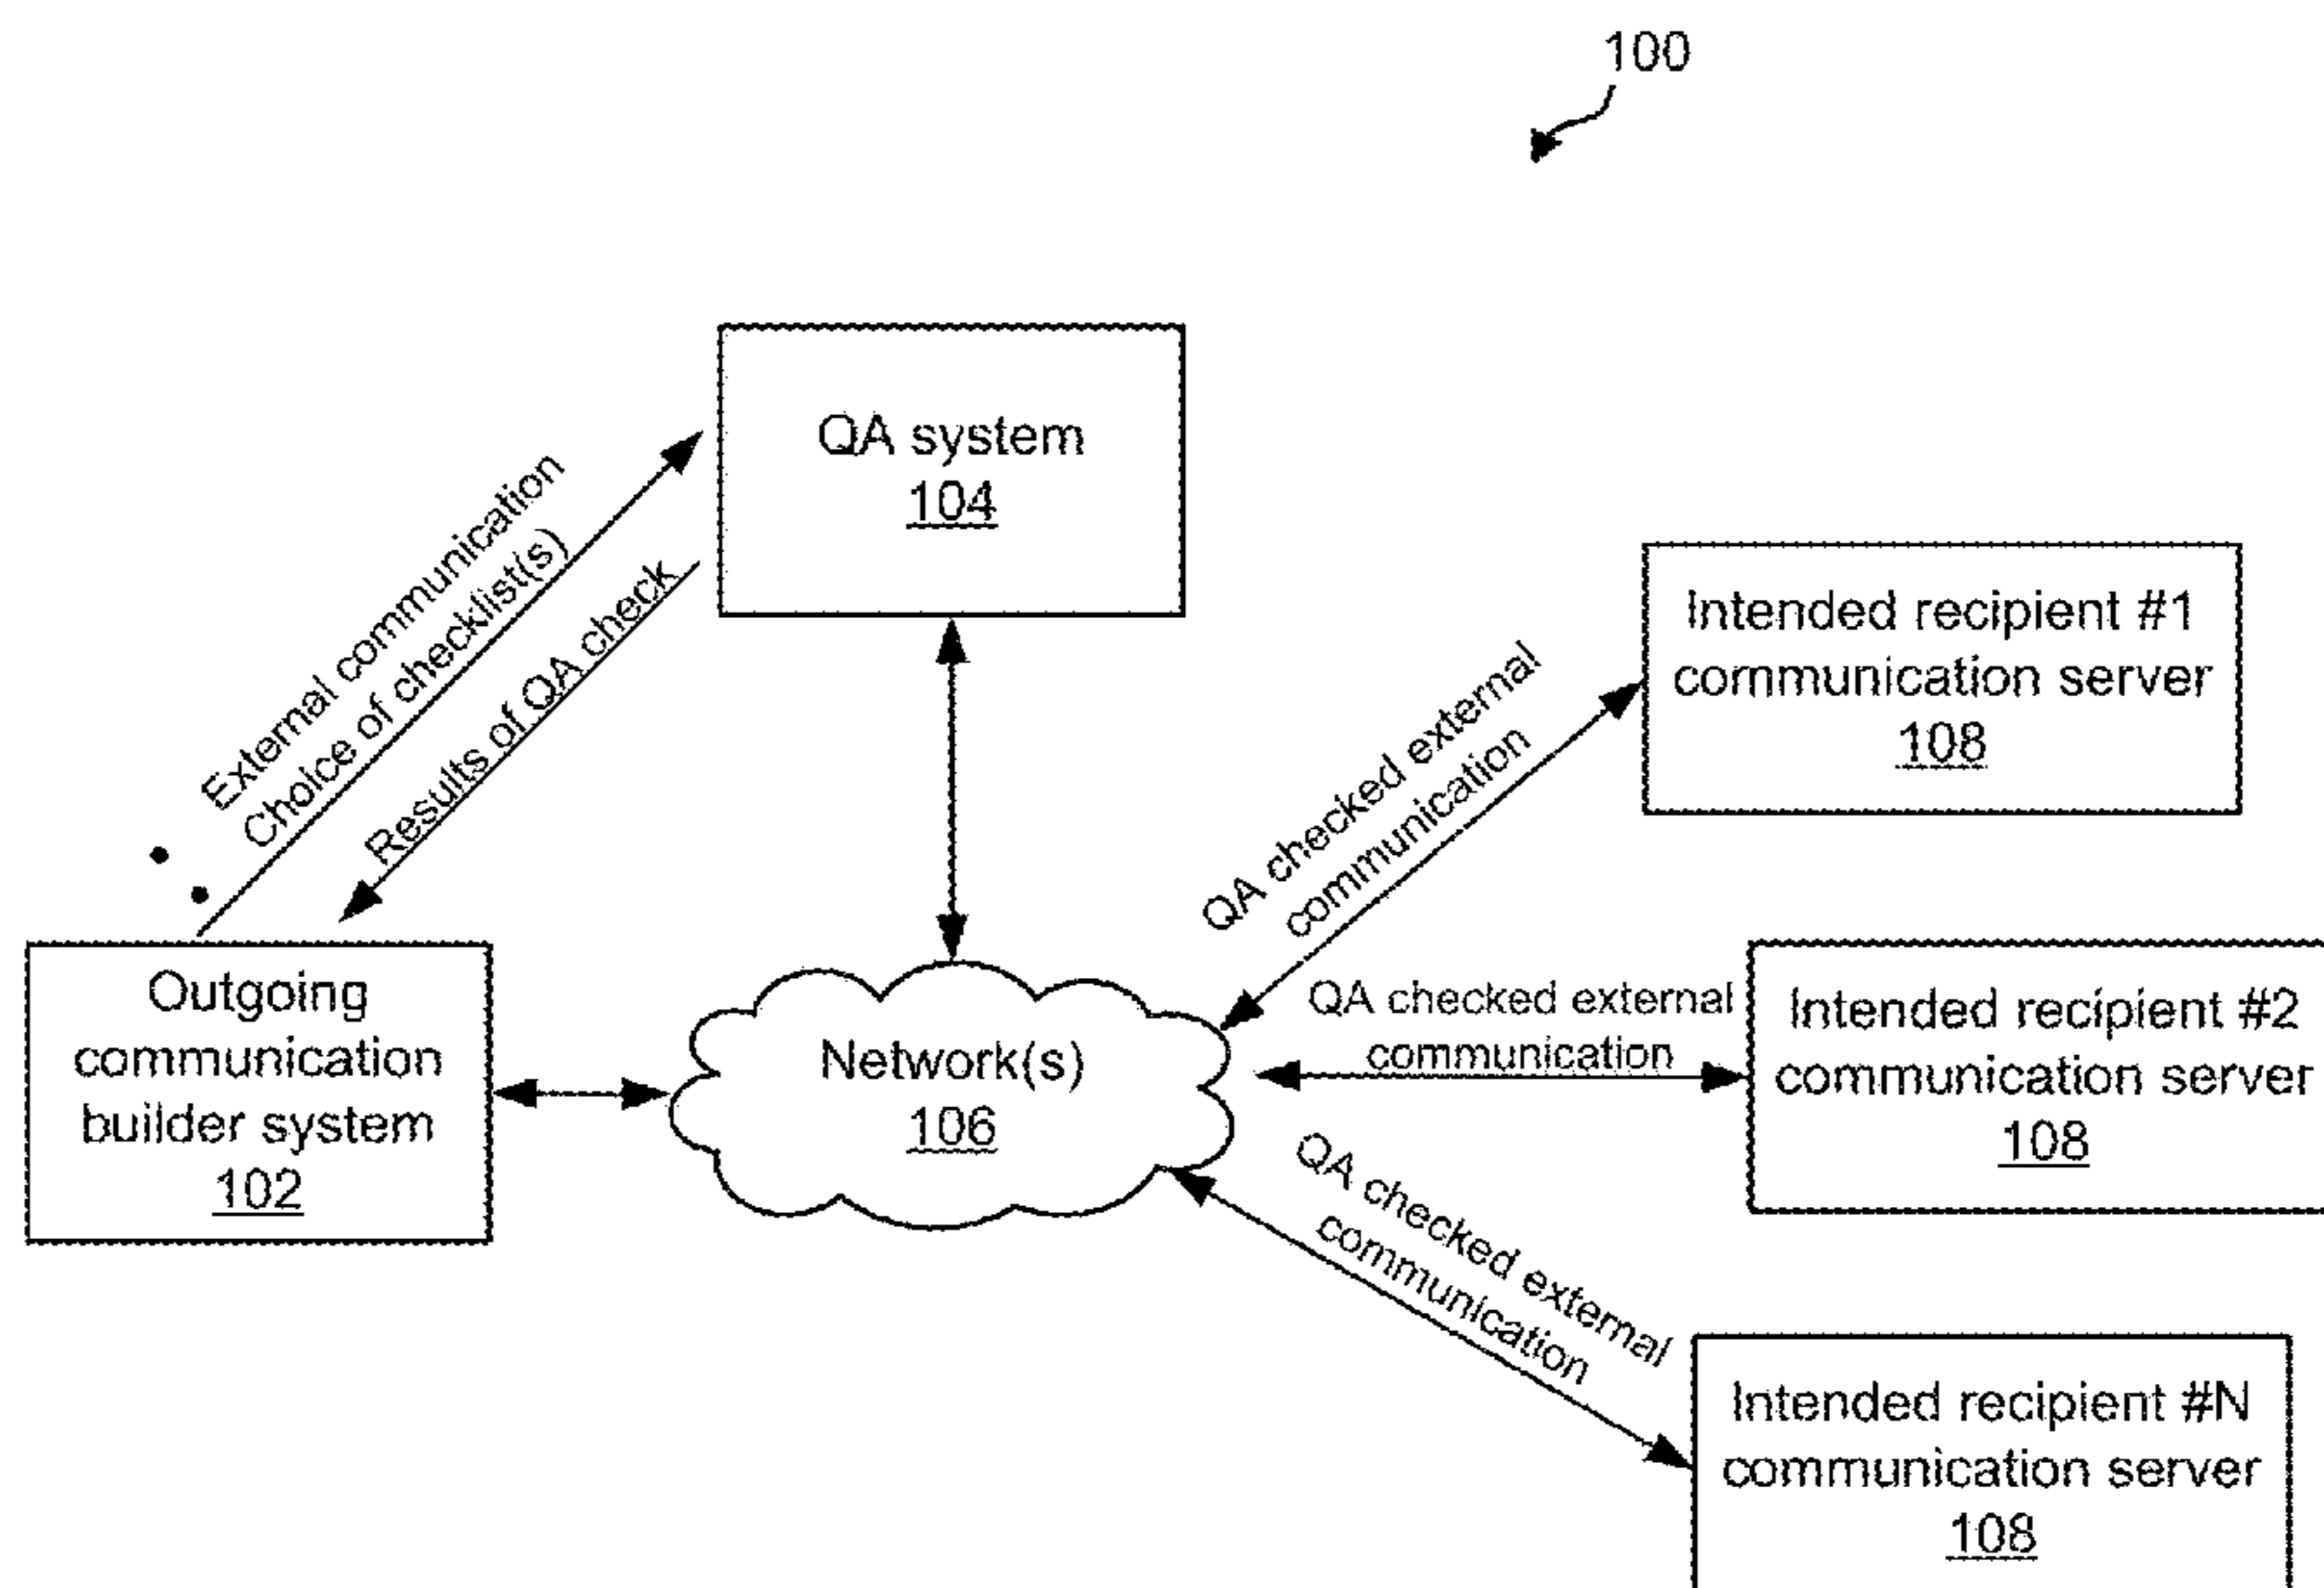 100
QA system
104
External communication
Choice of checklist(s)
Results of QA check
Intended recipient #1
communication server
108
QA checked external
communication
Outgoing
communication
builder system
102
Network(s)
106
QA checked external
communication
Intended recipient #2
communication server
108
QA checked external
communication
Intended recipient #N
communication server
108